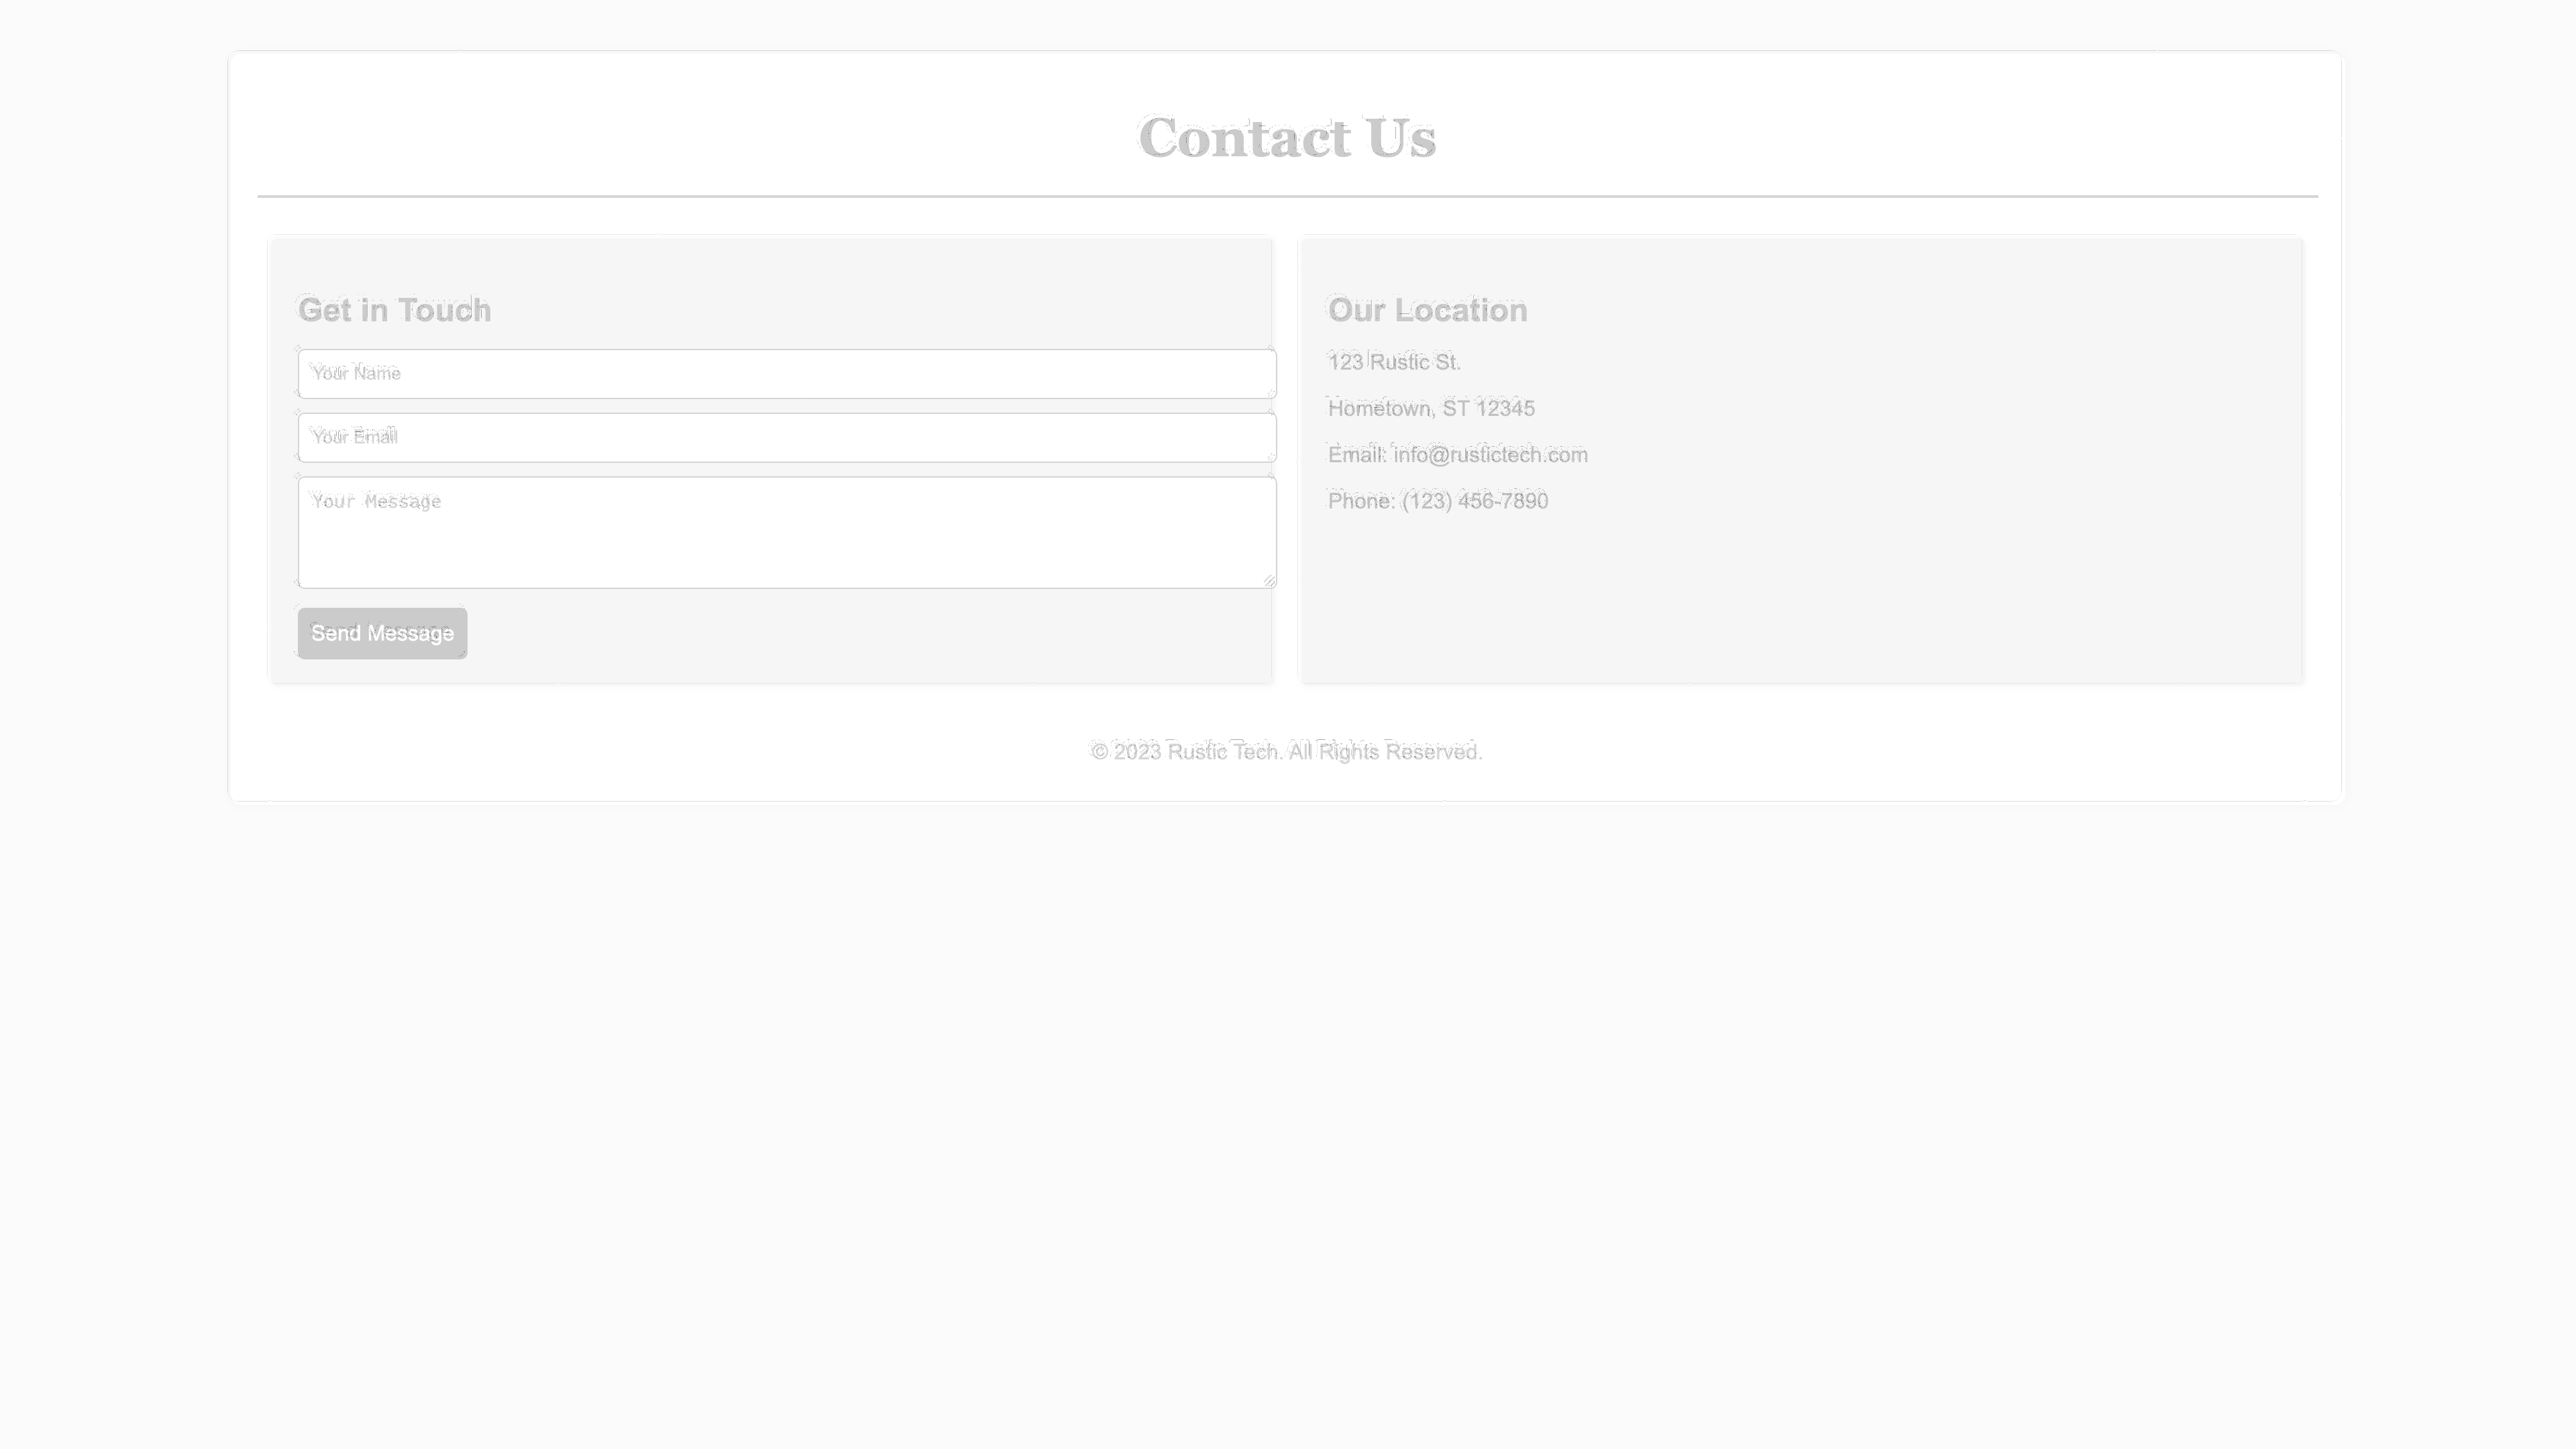 Contact Us
Get in Touch
Your Name
Your Email
Your Message
Send Message
Our Location
123 Rustic St.
Hometown, ST 12345
Email: info@rustictech.com
Phone: (123) 456-7890
© 2023 Rustic Tech. All Rights Reserved.